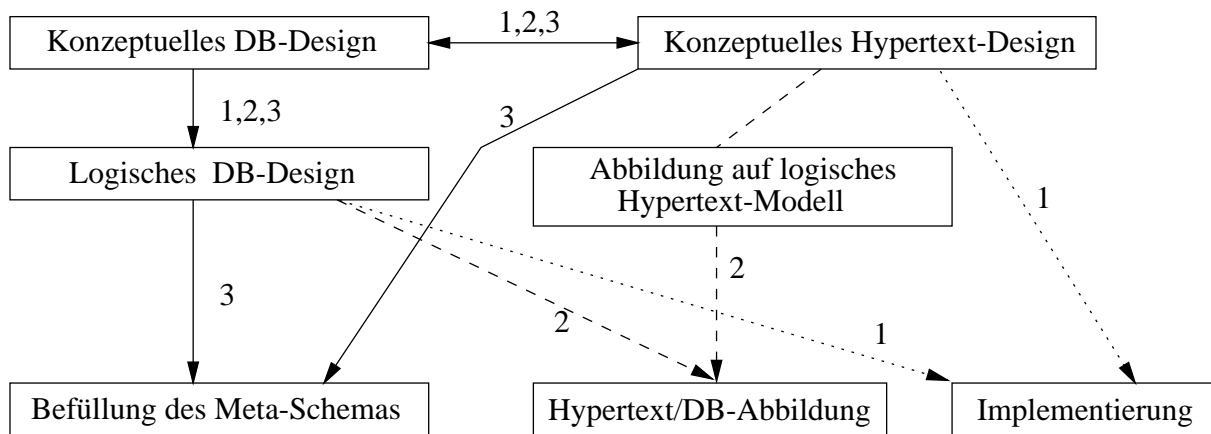 Konzeptuelles DB-Design
1,2,3
Konzeptuelles Hypertext-Design
1,2,3
3
Logisches DB-Design
Abbildung auf logisches
Hypertext-Modell
1
3
2
2
1
Befüllung des Meta-Schemas
Hypertext/DB-Abbildung
Implementierung